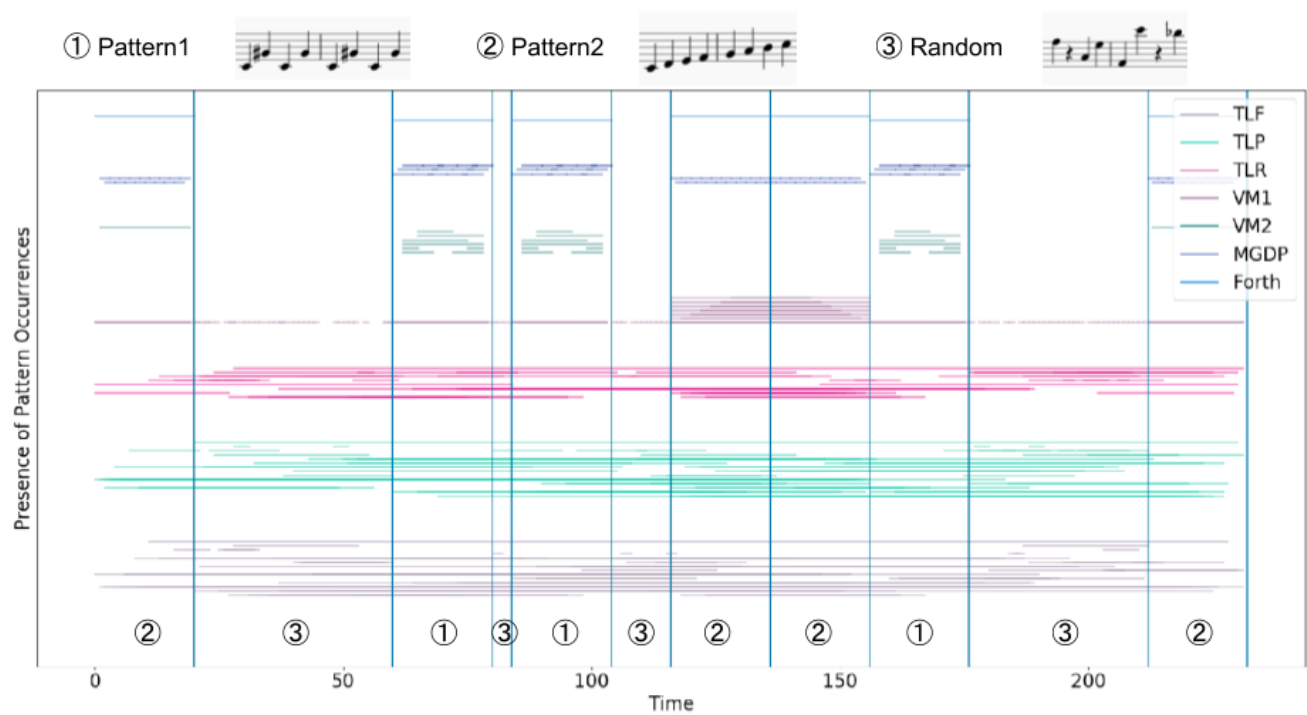 ① Pattern1
② Pattern2
③ Random
TLF
TLP
TLR
VM1
VM2
MGDP
Forth
Presence of Pattern Occurrences
② ③ ① ③ ① ③ ② ② ① ③ ②
0 50 100 150 200
Time